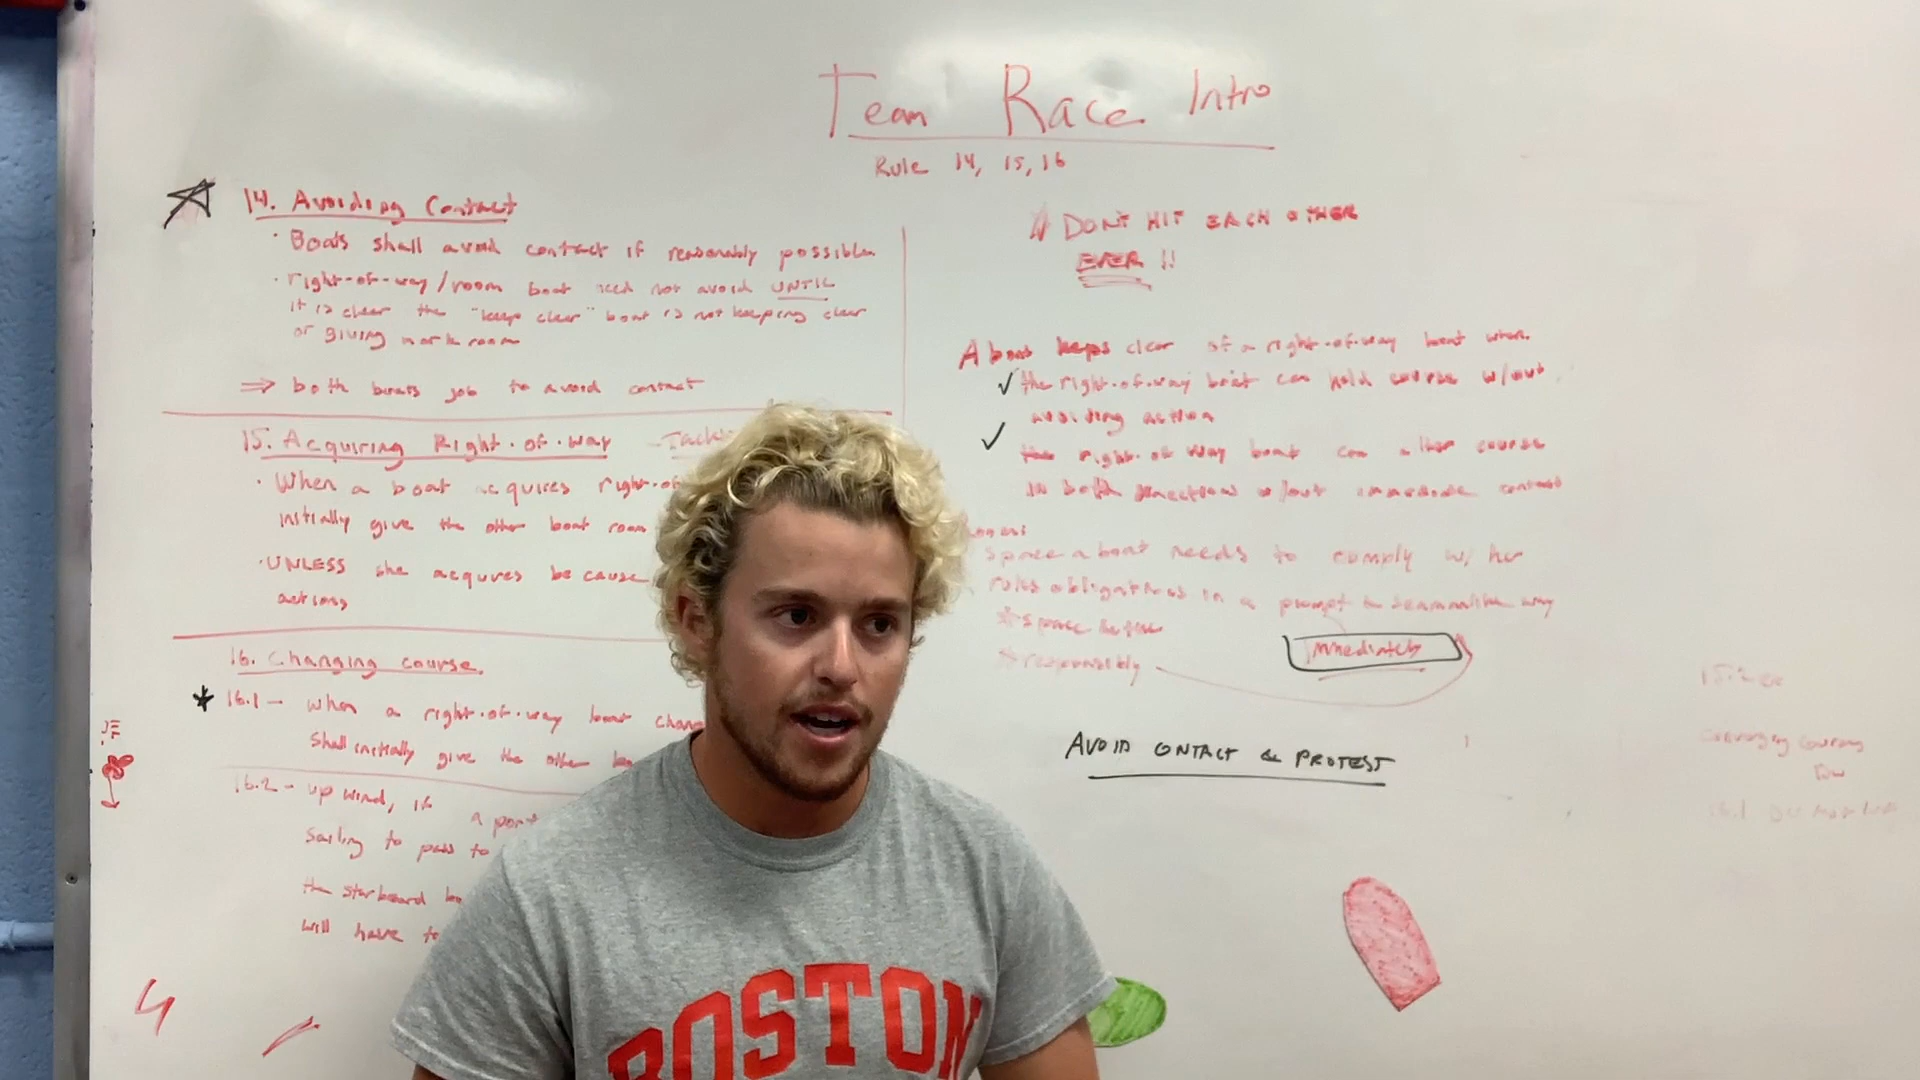 Team Race Intro
Rule 14, 15, 16
14. Avoiding Contact
· Boats shall avoid contact if reasonably possible
· right-of-way/room boat need not avoid UNTIL
it is clear the "keep clear" boat is not keeping clear
or giving mark room
⇒ both boats job to avoid contact
15. Acquiring Right-of-way
· When a boat acquires right-of
initially give the other boat room
· UNLESS she acquires because
actions
16. Changing course
* 16.1 - when a right-of-way boat chang
shall initially give the other
16.2 - up wind, if a port
sailing to pass to
the starboard
will have to
DON'T HIT EACH OTHER
EVER !!
A boat keeps clear of a right-of-way boat when
✓ the right-of-way boat can hold course w/out
avoiding action
✓ the right-of-way boat can alter course
in both directions w/out immediate contact
space a boat needs to comply w/ her
rules obligations in a prompt & seamanlike way
* space
* responsibly
immediately
AVOID CONTACT & PROTEST
converging courses
BOSTON